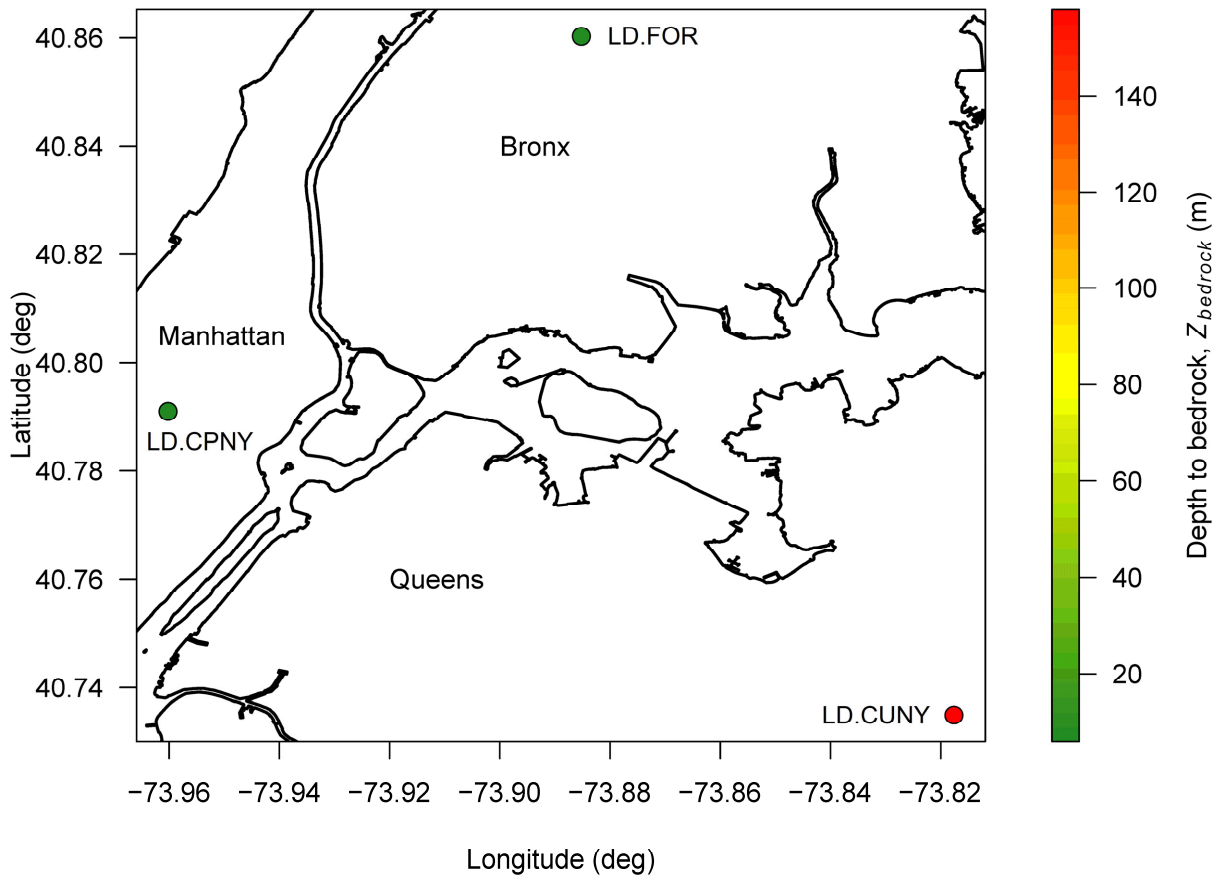 40.86
40.84
40.82
40.80
40.78
40.76
40.74
Latitude (deg)
LD.FOR
Bronx
Manhattan
LD.CPNY
Queens
LD.CUNY
−73.96 −73.94 −73.92 −73.90 −73.88 −73.86 −73.84 −73.82
Longitude (deg)
140
120
100
80
60
40
20
Depth to bedrock, Zbedrock (m)